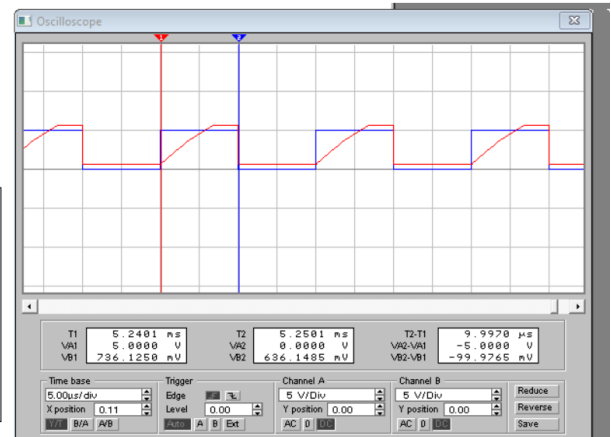 Oscilloscope
1 2
T1 5.2401 ms T2 5.2501 ms T2-T1 9.9970 µs
VA1 5.0000 V VA2 0.0000 V VA2-VA1 -5.0000 V
VB1 736.1250 mV VB2 636.1485 mV VB2-VB1 -99.9765 mV
Time base Trigger Channel A Channel B
5.00µs/div Edge 5 V/Div 5 V/Div Reduce
X position 0.11 Level 0.00 Y position 0.00 Y position 0.00 Reverse
Y/T B/A A/B Auto A B Ext AC 0 DC AC 0 DC Save